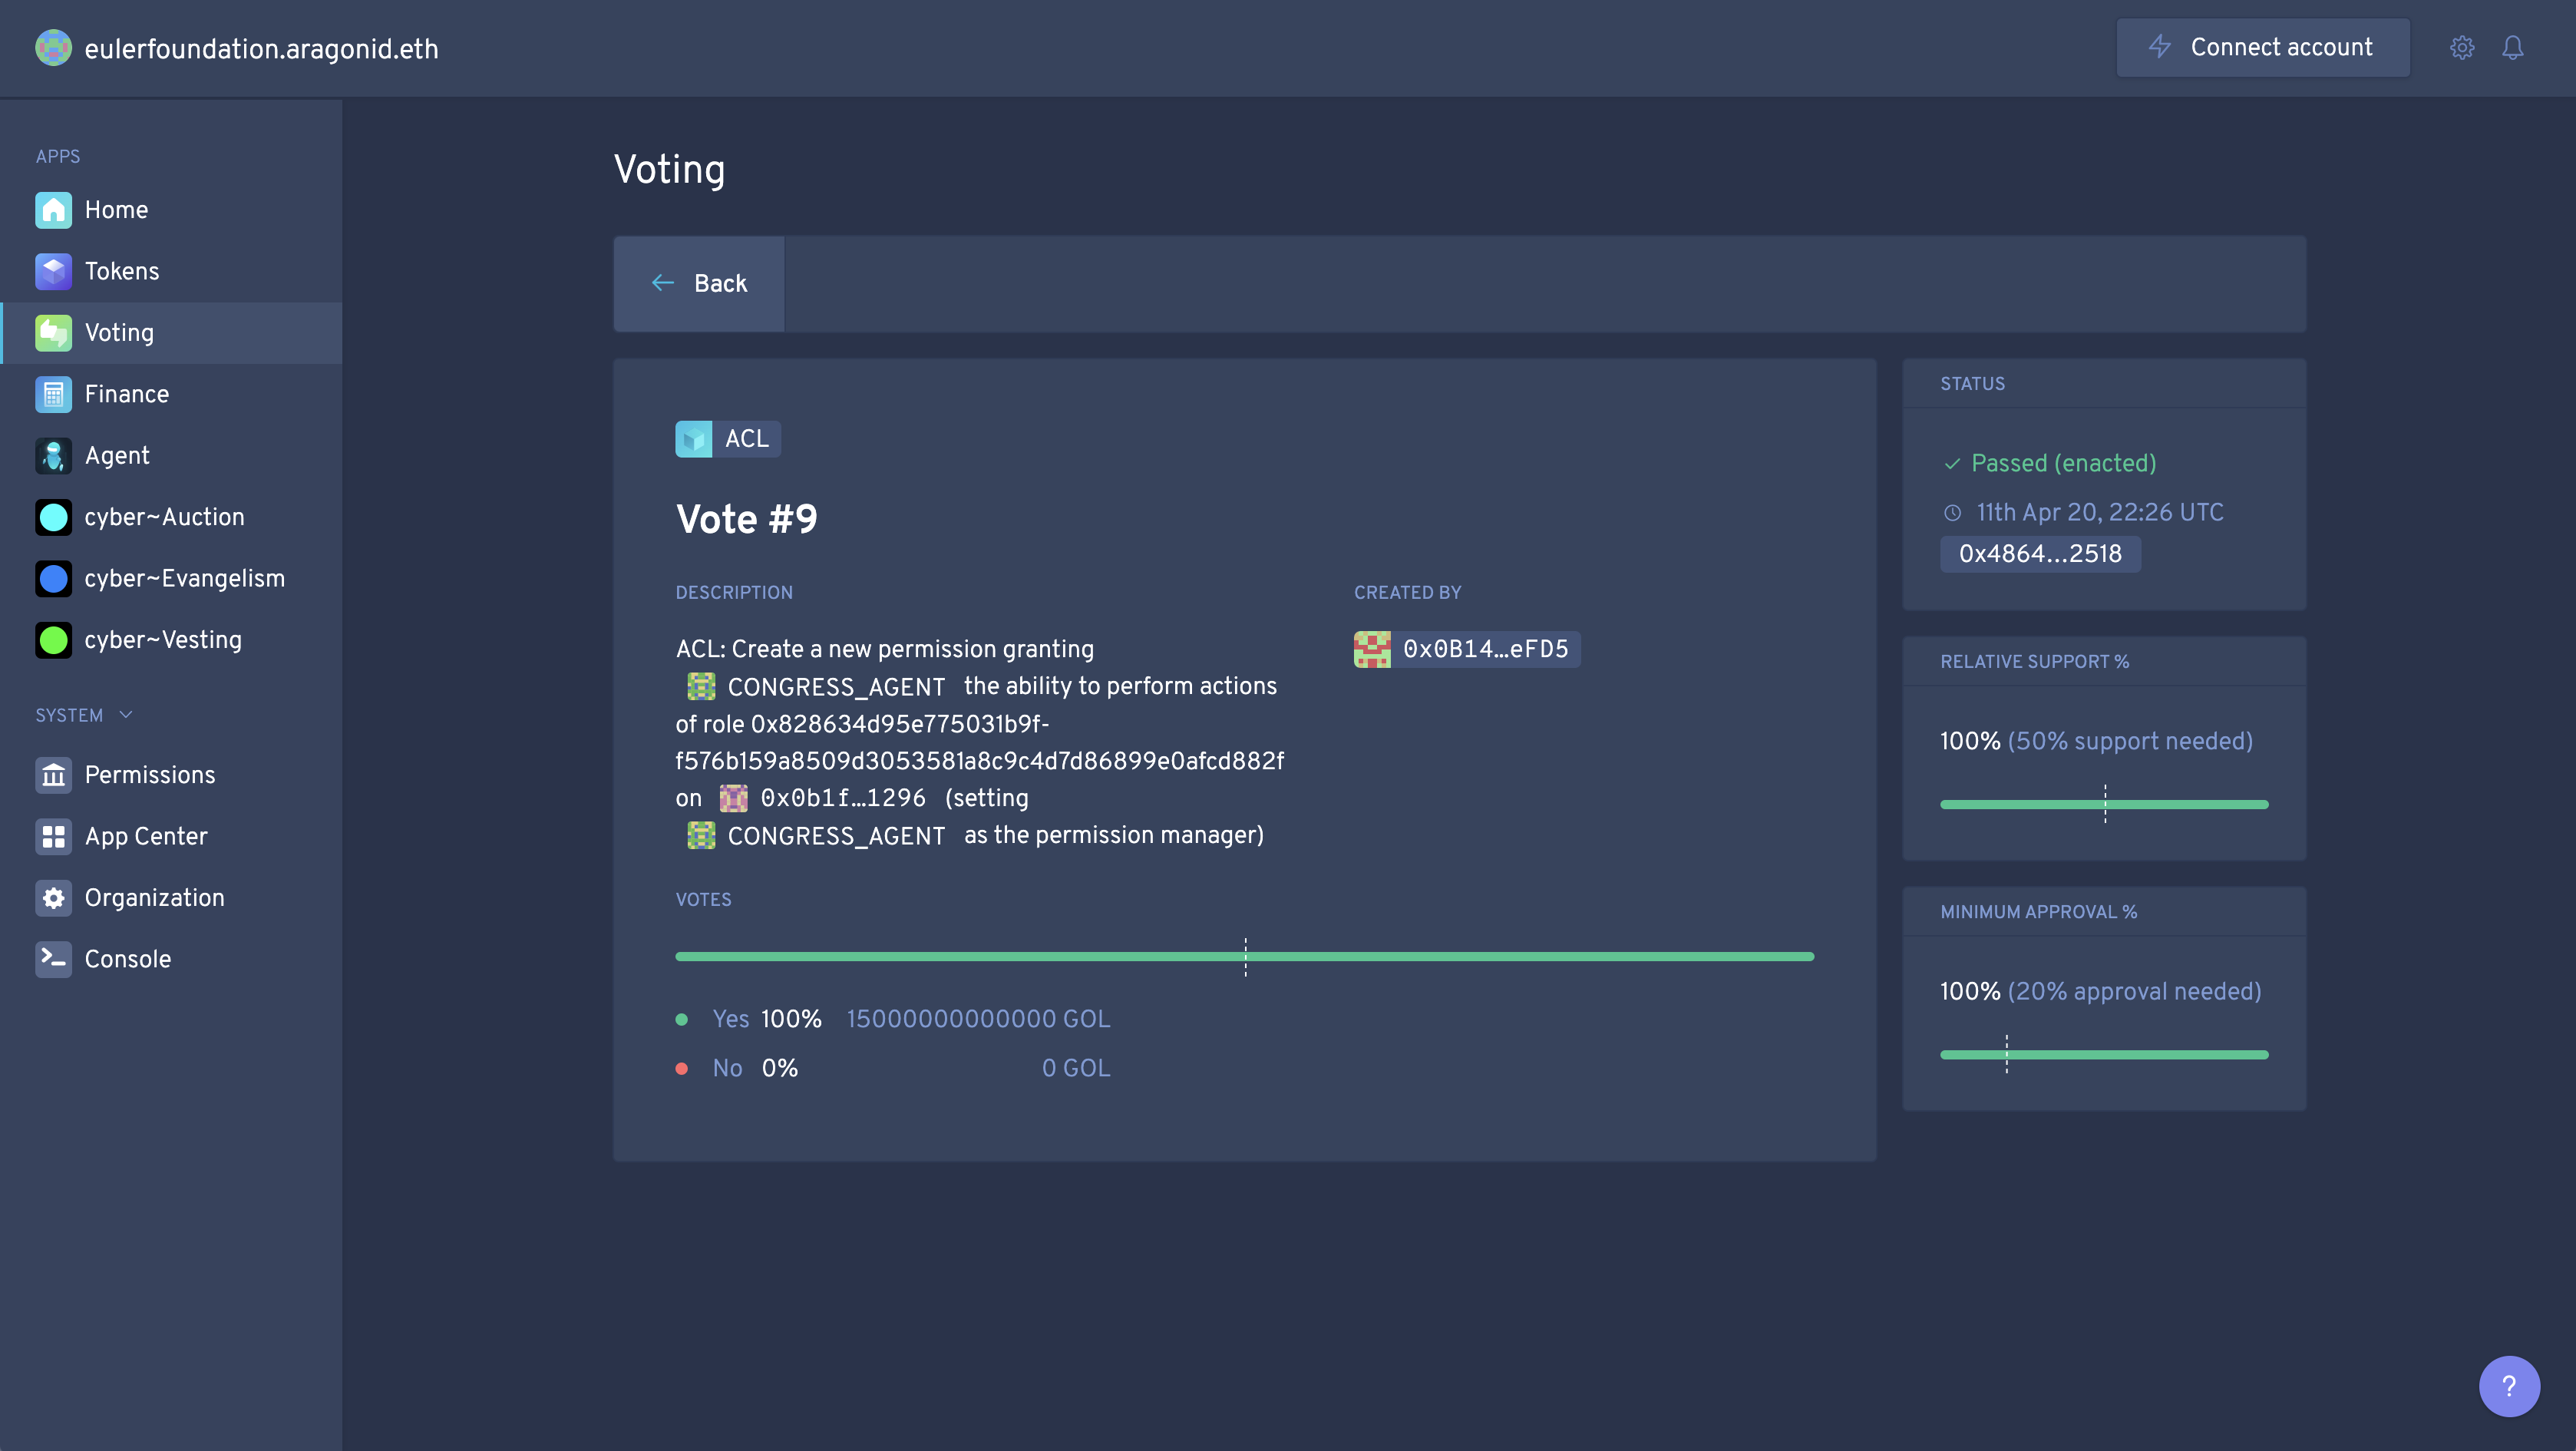 eulerfoundation.aragonid.eth
Connect account
APPS
Home
Tokens
Voting
Finance
Agent
cyber~Auction
cyber~Evangelism
cyber~Vesting
SYSTEM
Permissions
App Center
Organization
Console
Voting
Back
ACL
Vote #9
DESCRIPTION
ACL: Create a new permission granting
CONGRESS_AGENT the ability to perform actions
of role 0x828634d95e775031b9f-
f576b159a8509d3053581a8c9c4d7d86899e0afcd882f
on 0x0b1f…1296 (setting
CONGRESS_AGENT as the permission manager)
CREATED BY
0x0B14…eFD5
VOTES
Yes 100% 15000000000000 GOL
No 0% 0 GOL
STATUS
Passed (enacted)
11th Apr 20, 22:26 UTC
0x4864...2518
RELATIVE SUPPORT %
100% (50% support needed)
MINIMUM APPROVAL %
100% (20% approval needed)
?